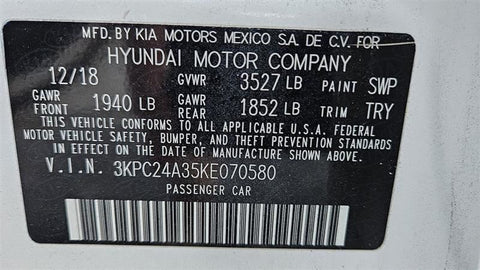 MFD. BY KIA MOTORS MEXICO S.A DE C.V. FOR
HYUNDAI MOTOR COMPANY
12/18 GVWR 3527 LB PAINT SWP
GAWR FRONT 1940 LB GAWR REAR 1852 LB TRIM TRY
THIS VEHICLE CONFORMS TO ALL APPLICABLE U.S.A. FEDERAL
MOTOR VEHICLE SAFETY, BUMPER, AND THEFT PREVENTION STANDARDS
IN EFFECT ON THE DATE OF MANUFACTURE SHOWN ABOVE.
V.I.N. 3KPC24A35KE070580
PASSENGER CAR